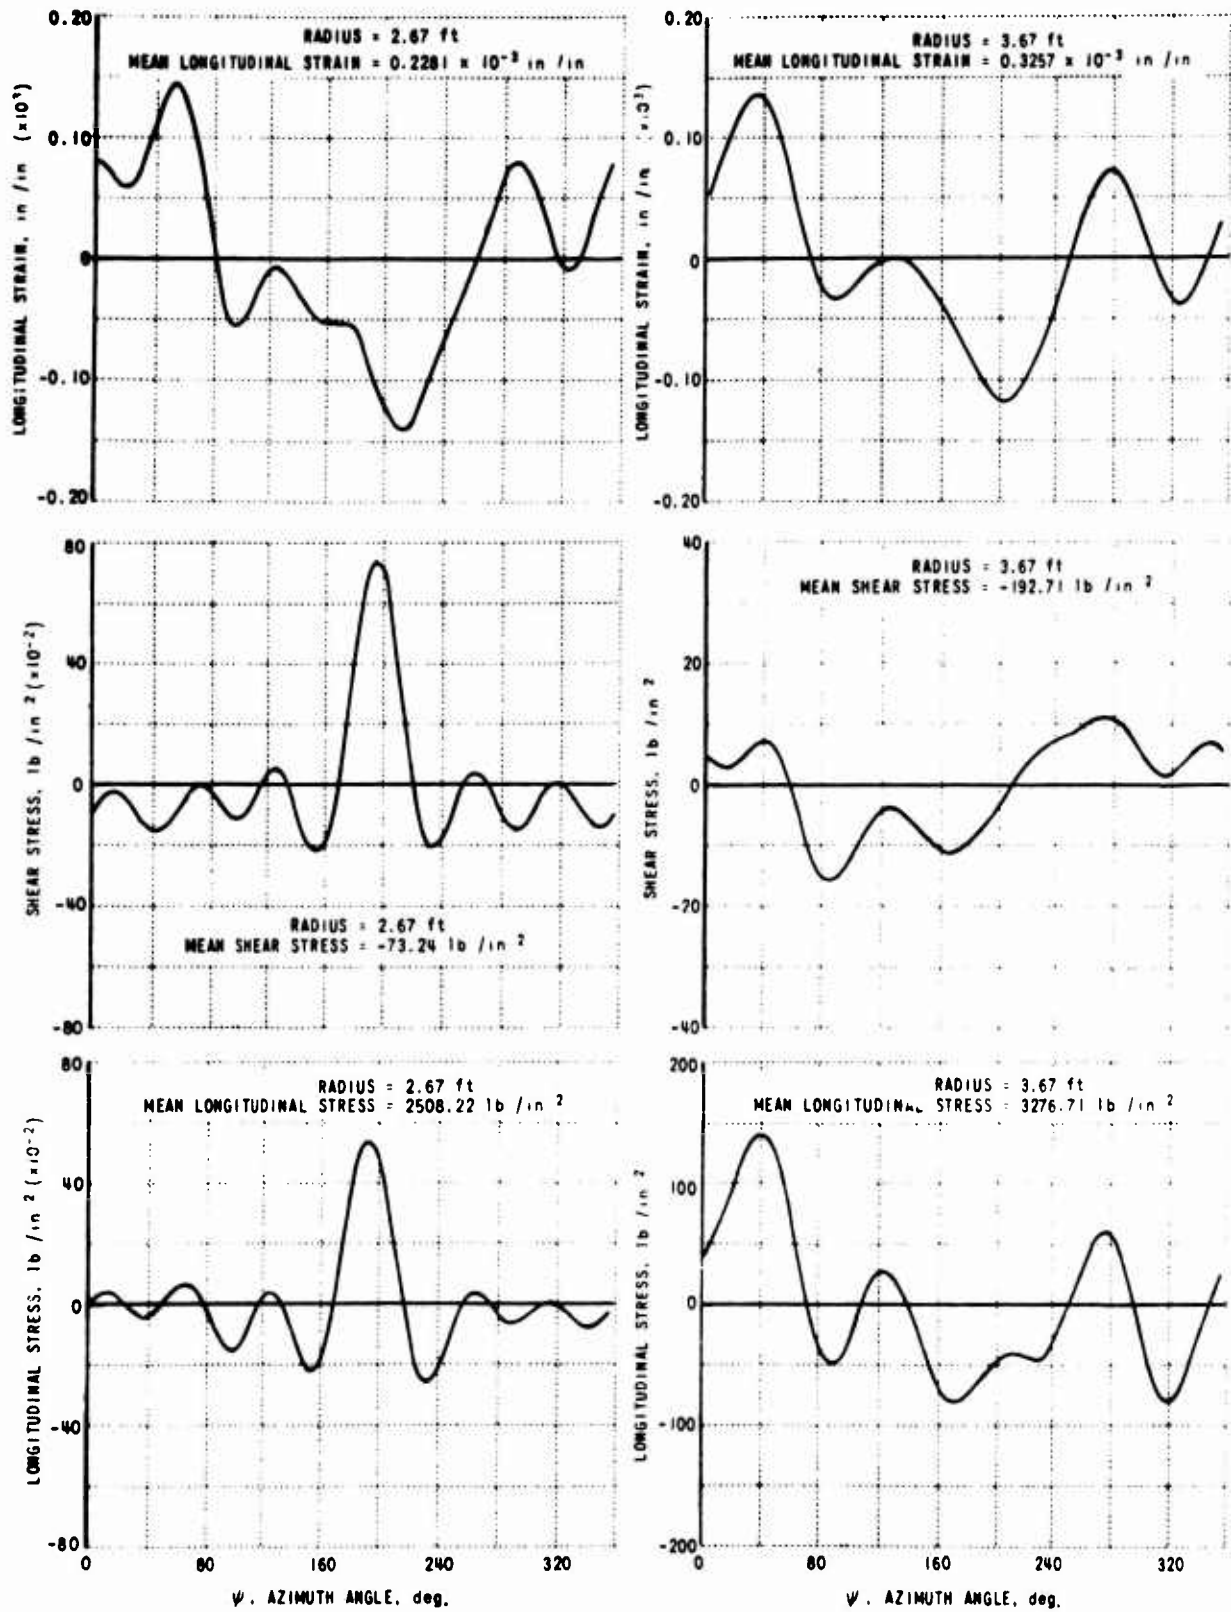 0.20
RADIUS = 2.67 ft
MEAN LONGITUDINAL STRAIN = 0.2281 × 10⁻³ in /in
0.10
0
-0.10
-0.20
LONGITUDINAL STRAIN, in /in (×10³)
0.20
RADIUS = 3.67 ft
MEAN LONGITUDINAL STRAIN = 0.3257 × 10⁻³ in /in
0.10
0
-0.10
-0.20
LONGITUDINAL STRAIN, in /in (×10³)
80
40
0
-40
-80
SHEAR STRESS, lb /in ² (×10⁻²)
RADIUS = 2.67 ft
MEAN SHEAR STRESS = -73.24 lb /in ²
40
RADIUS = 3.67 ft
MEAN SHEAR STRESS = -192.71 lb /in ²
20
0
-20
-40
SHEAR STRESS, lb /in ²
80
RADIUS = 2.67 ft
MEAN LONGITUDINAL STRESS = 2508.22 lb /in ²
40
0
-40
-80
LONGITUDINAL STRESS, lb /in ² (×10⁻²)
0 80 160 240 320
ψ, AZIMUTH ANGLE, deg.
200
RADIUS = 3.67 ft
MEAN LONGITUDINAL STRESS = 3276.71 lb /in ²
100
0
-100
-200
LONGITUDINAL STRESS, lb /in ²
0 80 160 240 320
ψ, AZIMUTH ANGLE, deg.